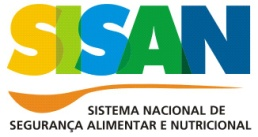 SISAN
SISTEMA NACIONAL DE
SEGURANÇA ALIMENTAR E NUTRICIONAL